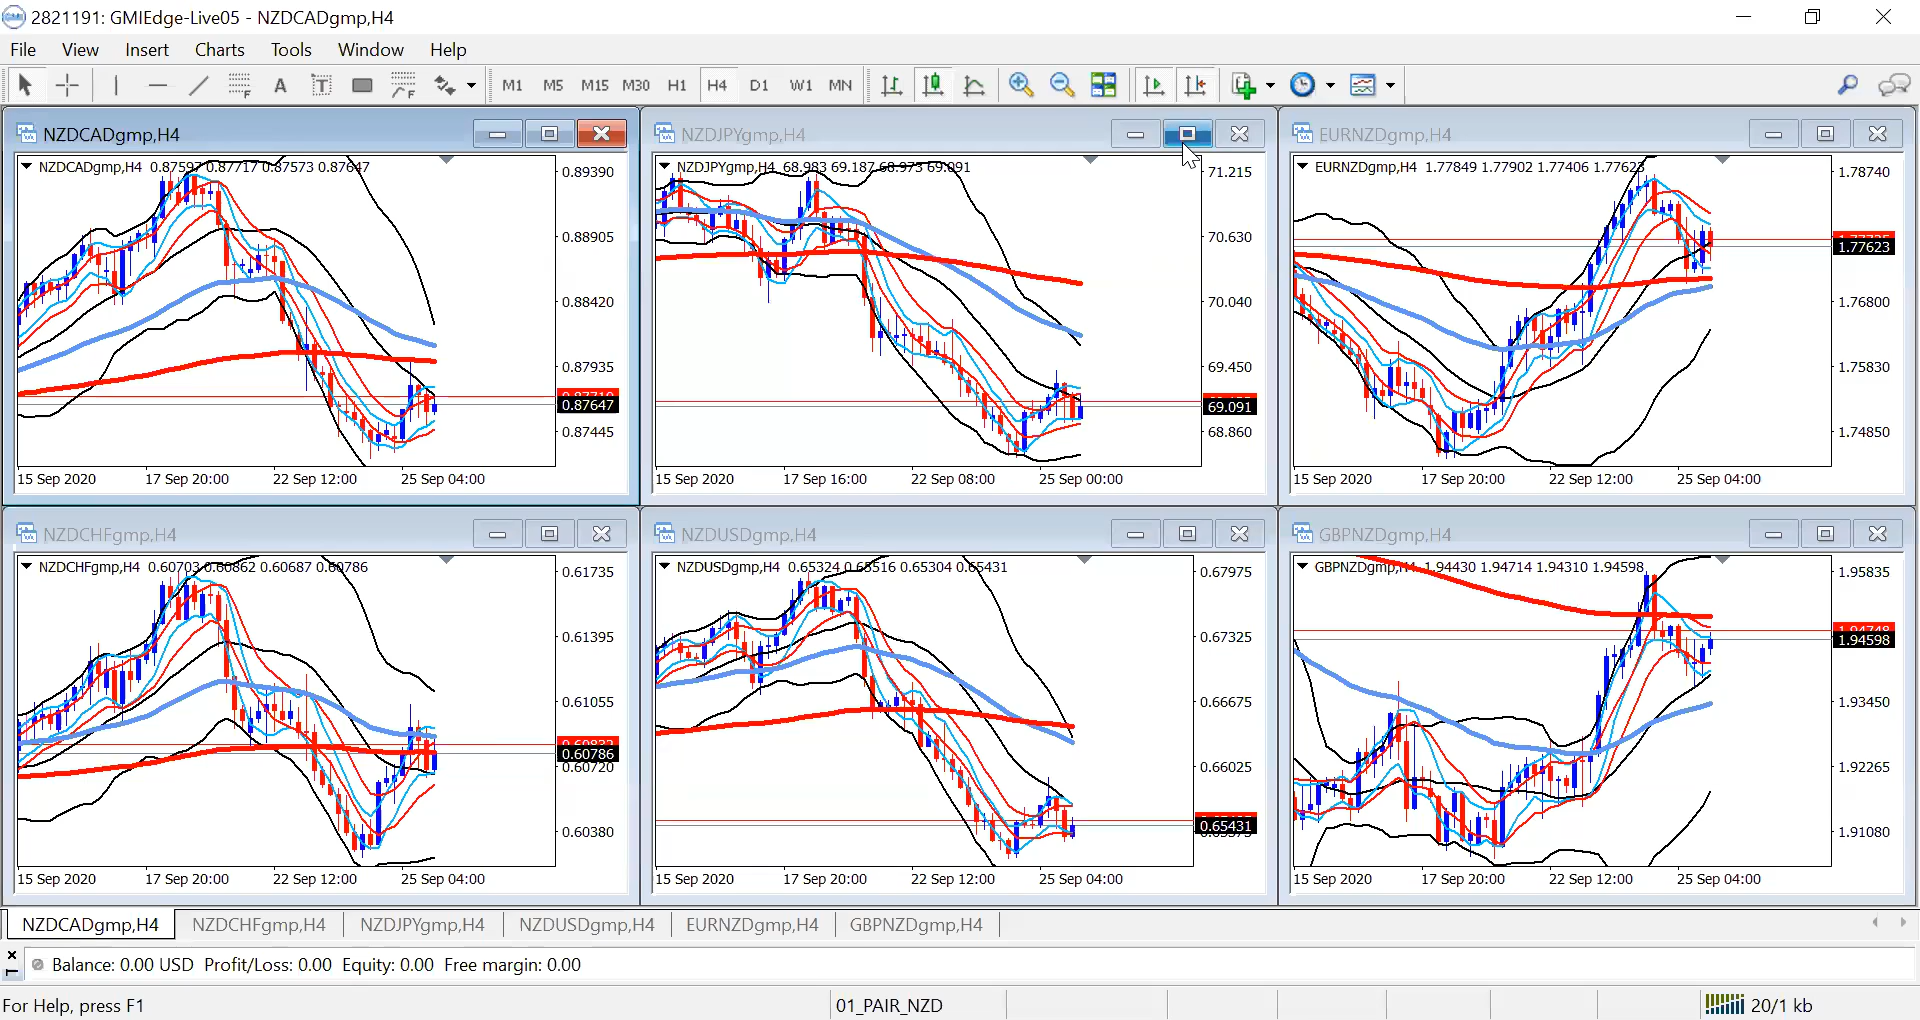 2821191: GMIEdge-Live05 - NZDCADgmp,H4
File View Insert Charts Tools Window Help
A T F F M1 M5 M15 M30 H1 H4 D1 W1 MN
NZDCADgmp,H4
NZDCADgmp,H4 0.87597 0.87717 0.87573 0.87647
0.89390
0.88905
0.88420
0.87935
0.87647
0.87445
15 Sep 2020 17 Sep 20:00 22 Sep 12:00 25 Sep 04:00
NZDJPYgmp,H4
NZDJPYgmp,H4 68.983 69.187 68.973 69.091
71.215
70.630
70.040
69.450
69.091
68.860
15 Sep 2020 17 Sep 16:00 22 Sep 08:00 25 Sep 00:00
EURNZDgmp,H4
EURNZDgmp,H4 1.77849 1.77902 1.77406 1.77623
1.78740
1.77623
1.76800
1.75830
1.74850
15 Sep 2020 17 Sep 20:00 22 Sep 12:00 25 Sep 04:00
NZDCHFgmp,H4
NZDCHFgmp,H4 0.60703 0.60862 0.60687 0.60786
0.61735
0.61395
0.61055
0.60786
0.60720
0.60380
15 Sep 2020 17 Sep 20:00 22 Sep 12:00 25 Sep 04:00
NZDUSDgmp,H4
NZDUSDgmp,H4 0.65324 0.65516 0.65304 0.65431
0.67975
0.67325
0.66675
0.66025
0.65431
15 Sep 2020 17 Sep 20:00 22 Sep 12:00 25 Sep 04:00
GBPNZDgmp,H4
GBPNZDgmp,H4 1.94430 1.94714 1.94310 1.94598
1.95835
1.94598
1.93450
1.92265
1.91080
15 Sep 2020 17 Sep 20:00 22 Sep 12:00 25 Sep 04:00
NZDCADgmp,H4 NZDCHFgmp,H4 NZDJPYgmp,H4 NZDUSDgmp,H4 EURNZDgmp,H4 GBPNZDgmp,H4
Balance: 0.00 USD Profit/Loss: 0.00 Equity: 0.00 Free margin: 0.00
For Help, press F1 01_PAIR_NZD 20/1 kb